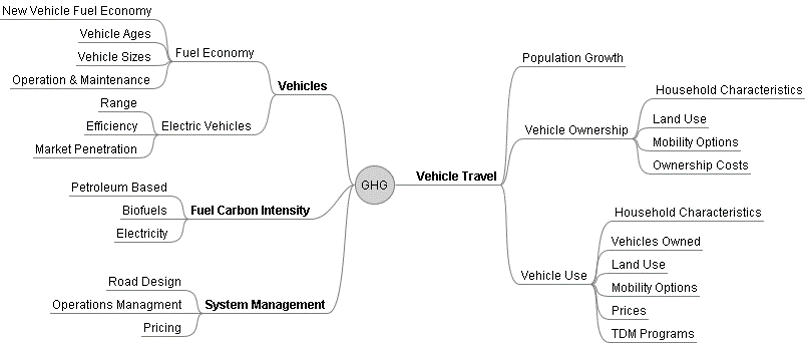 New Vehicle Fuel Economy
Vehicle Ages
Vehicle Sizes
Operation & Maintenance
Fuel Economy
Range
Efficiency
Market Penetration
Electric Vehicles
Vehicles
Petroleum Based
Biofuels
Electricity
Fuel Carbon Intensity
Road Design
Operations Managment
Pricing
System Management
GHG
Vehicle Travel
Population Growth
Vehicle Ownership
Household Characteristics
Land Use
Mobility Options
Ownership Costs
Vehicle Use
Household Characteristics
Vehicles Owned
Land Use
Mobility Options
Prices
TDM Programs